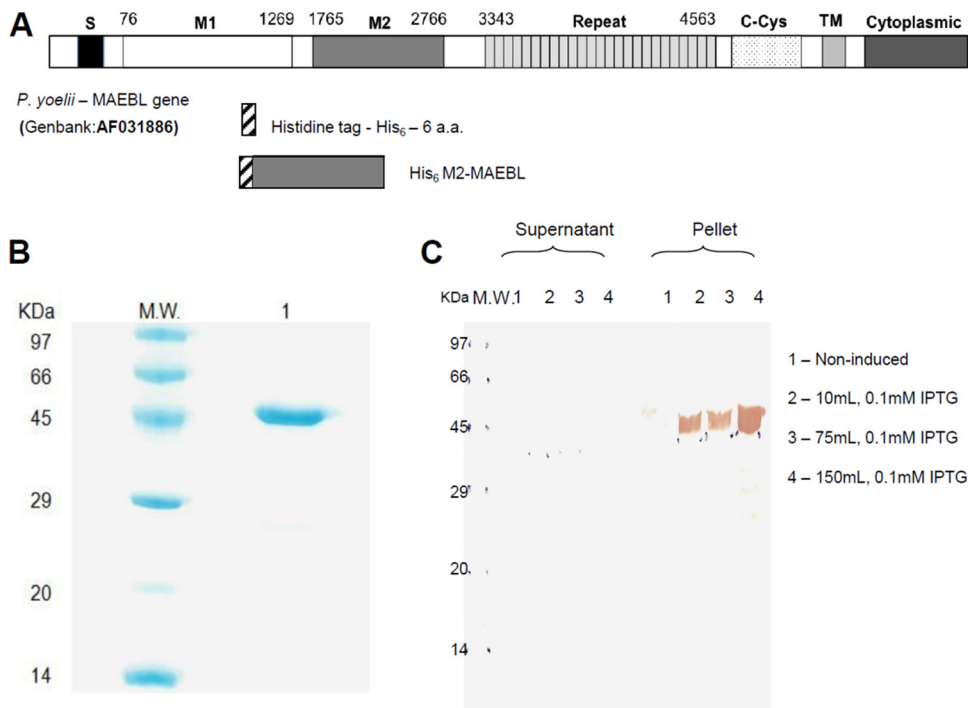 A
S 76 M1 1269 1765 M2 2766 3343 Repeat 4563 C-Cys TM Cytoplasmic
P. yoelii – MAEBL gene
(Genbank:AF031886)
Histidine tag - His6 – 6 a.a.
His6 M2-MAEBL
B
KDa M.W. 1
97
66
45
29
20
14
C
Supernatant Pellet
KDa M.W. 1 2 3 4 1 2 3 4
97
66
45
29
20
14
1 – Non-induced
2 – 10mL, 0.1mM IPTG
3 – 75mL, 0.1mM IPTG
4 – 150mL, 0.1mM IPTG